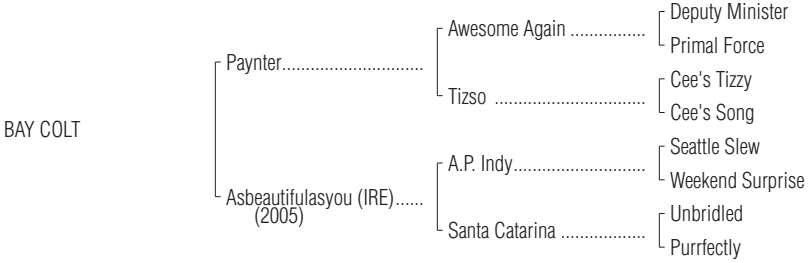 Deputy Minister
Awesome Again ................
Primal Force
Paynter.............................
Cee's Tizzy
Tizso ...............................
Cee's Song
BAY COLT
Seattle Slew
A.P. Indy...........................
Weekend Surprise
Asbeautifulasyou (IRE)......
(2005)
Unbridled
Santa Catarina ..................
Purrfectly